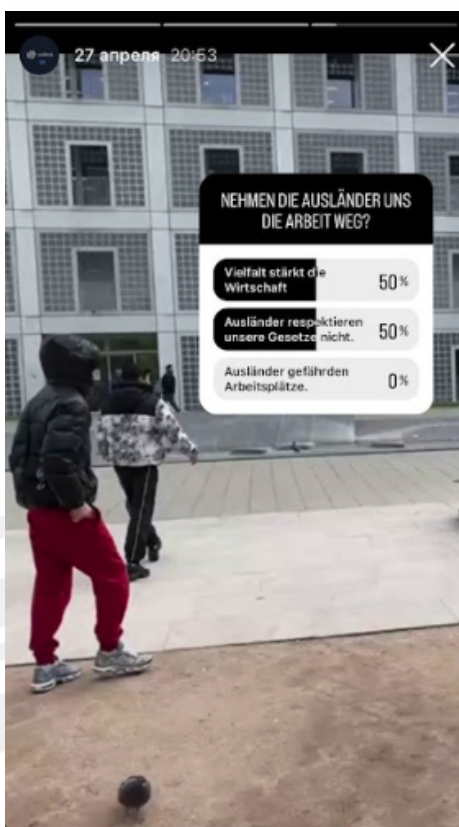 27 апреля 20:53
NEHMEN DIE AUSLÄNDER UNS
DIE ARBEIT WEG?
Vielfalt stärkt die
Wirtschaft
50%
Ausländer respektieren
unsere Gesetze nicht.
50%
Ausländer gefährden
Arbeitsplätze.
0%